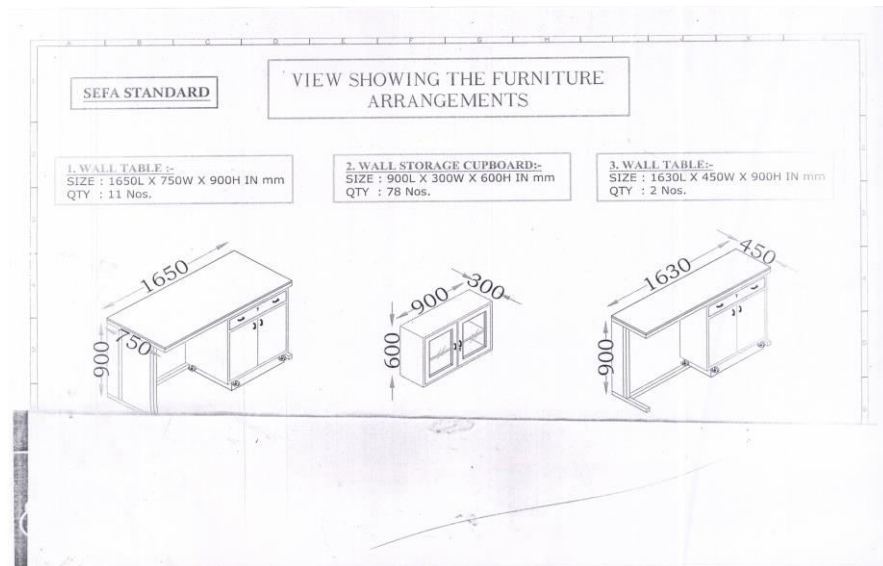 A B C D E F G H J K
SEFA STANDARD
VIEW SHOWING THE FURNITURE
ARRANGEMENTS
1. WALL TABLE :-
SIZE : 1650L X 750W X 900H IN mm
QTY : 11 Nos.
2. WALL STORAGE CUPBOARD:-
SIZE : 900L X 300W X 600H IN mm
QTY : 78 Nos.
3. WALL TABLE:-
SIZE : 1630L X 450W X 900H IN mm
QTY : 2 Nos.
1650
750
900
900
300
600
1630
450
900